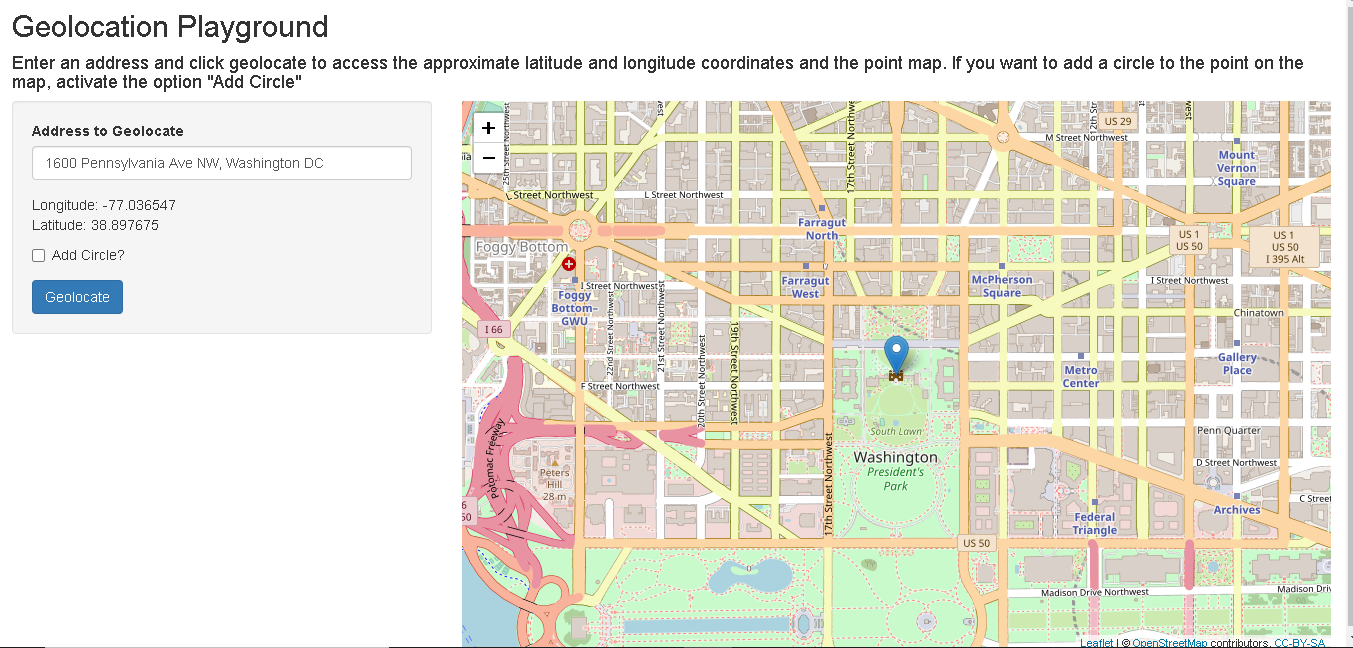 Geolocation Playground
Enter an address and click geolocate to access the approximate latitude and longitude coordinates and the point map. If you want to add a circle to the point on the
map, activate the option "Add Circle"
Address to Geolocate
1600 Pennsylvania Ave NW, Washington DC
Longitude: -77.036547
Latitude: 38.897675
Add Circle?
Geolocate
+
−
25th Street Northwest
17th Street Northwest
12th Str
US 29
M Street Northwest
Mount
Vernon
Square
L Street Northwest
L Street Northwest
Farragut
North
US 1
US 50
US 1
US 50
I 395 Alt
Foggy Bottom
I Street Northwest
Farragut
West
McPherson
Square
I Street Northwest
Foggy
Bottom–
GWU
Chinatown
I 66
22nd Street Northwest
21st Street Northwest
20th Street Northwest
19th Street Northwest
Gallery
Place
Metro
Center
F Street Northwest
South Lawn
Penn Quarter
Washington
President's
Park
17th Street Northwest
D Street Northwest
Potomac Freeway
Peters
Hill
28 m
C Street
Archives
Federal
Triangle
US 50
Madison Drive Northwest
Madison Driv
Leaflet | © OpenStreetMap contributors, CC-BY-SA